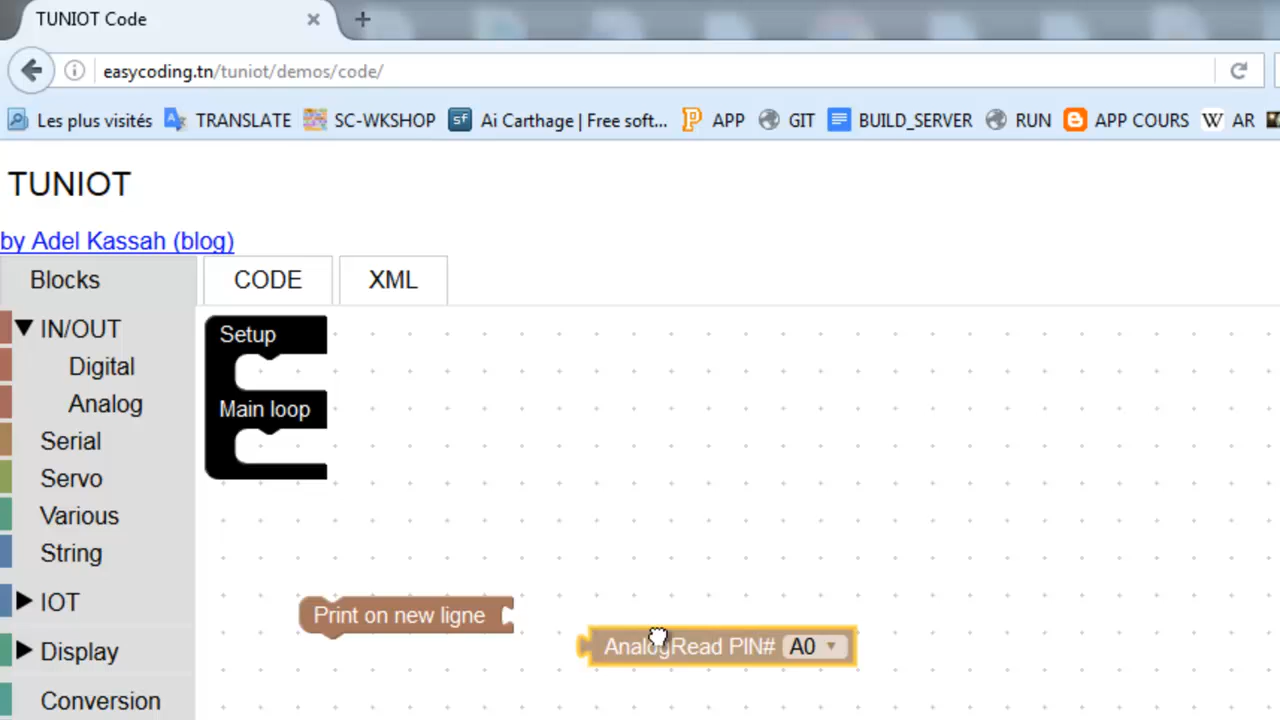 TUNIOT Code
easycoding.tn/tuniot/demos/code/
Les plus visités TRANSLATE SC-WKSHOP sf Ai Carthage | Free soft... APP GIT BUILD_SERVER RUN APP COURS W AR
TUNIOT
by Adel Kassah (blog)
Blocks CODE XML
IN/OUT
Digital
Analog
Serial
Servo
Various
String
IOT
Display
Conversion
Setup
Main loop
Print on new ligne
AnalogRead PIN# A0